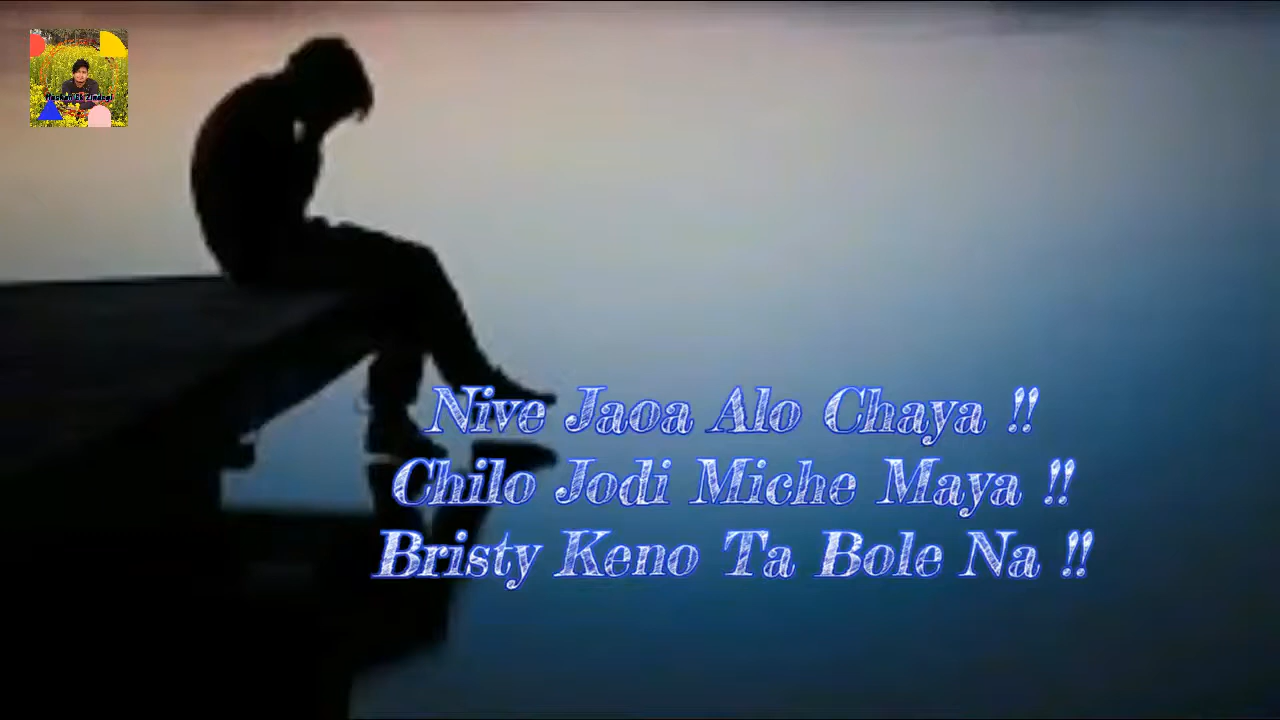 Nive Jaoa Alo Chaya !!
Chilo Jodi Miche Maya !!
Bristy Keno Ta Bole Na !!